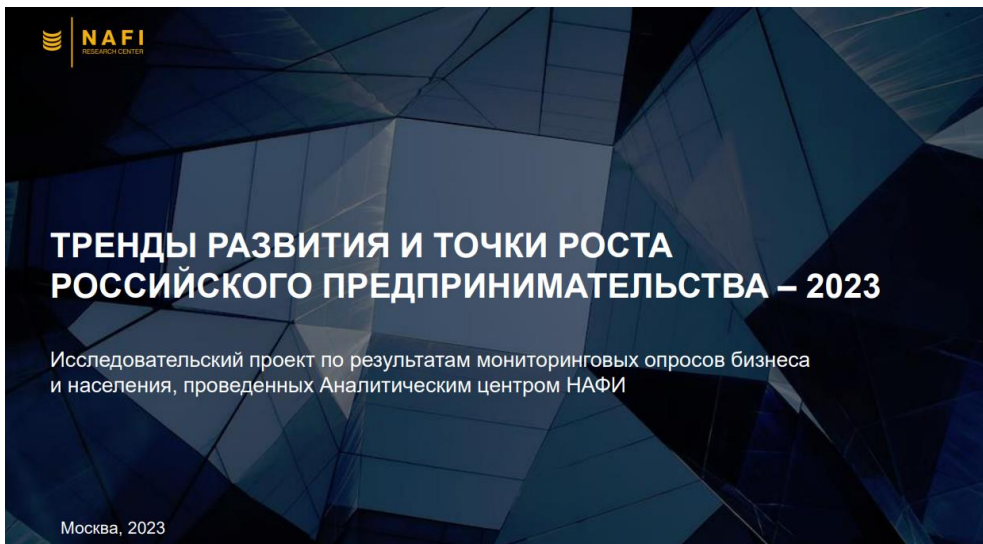 NAFI
RESEARCH CENTER
ТРЕНДЫ РАЗВИТИЯ И ТОЧКИ РОСТА
РОССИЙСКОГО ПРЕДПРИНИМАТЕЛЬСТВА – 2023
Исследовательский проект по результатам мониторинговых опросов бизнеса
и населения, проведенных Аналитическим центром НАФИ
Москва, 2023